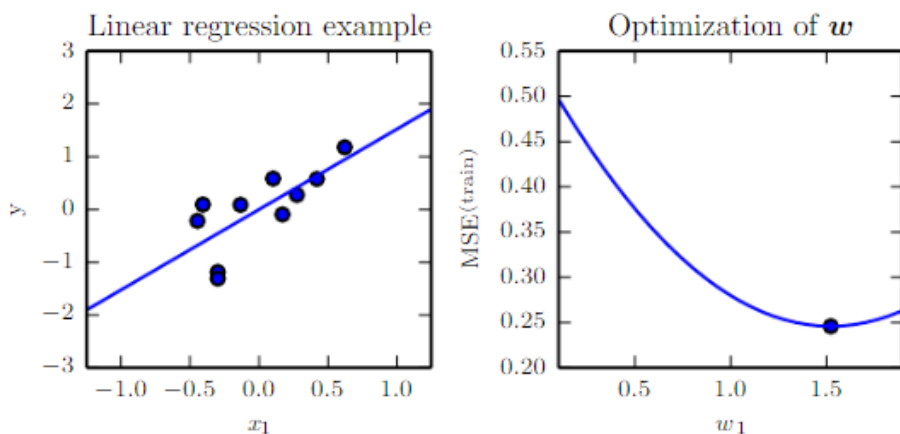 Linear regression example
3
2
1
0
−1
−2
−3
y
−1.0 −0.5 0.0 0.5 1.0
x1
Optimization of w
0.55
0.50
0.45
0.40
0.35
0.30
0.25
0.20
MSE(train)
0.5 1.0 1.5
w1